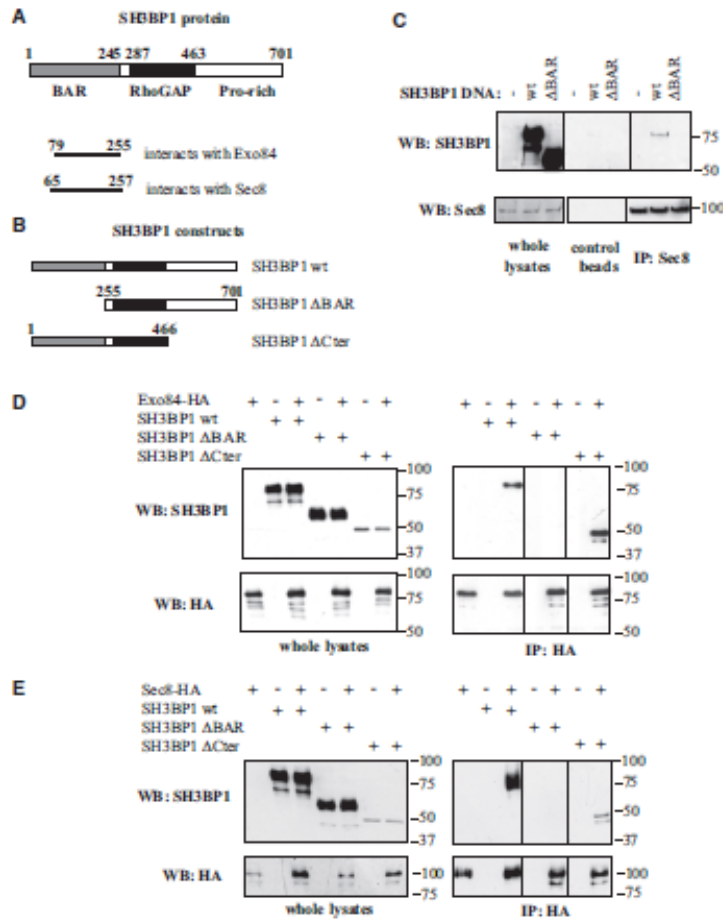 A
SH3BP1 protein
1 245 287 463 701
BAR RhoGAP Pro-rich
79 255 interacts with Exo84
65 257 interacts with Sec8
B
SH3BP1 constructs
SH3BP1 wt
255 701
SH3BP1 ΔBAR
1 466
SH3BP1 ΔCter
C
SH3BP1 DNA: - wt ΔBAR - wt ΔBAR - wt ΔBAR
WB: SH3BP1 -75
50
WB: Sec8 -100
whole lysates
control beads
IP: Sec8
D
Exo84-HA + - + - + - + + - + - + - +
SH3BP1 wt + + + +
SH3BP1 ΔBAR + + + +
SH3BP1 ΔCter + + + +
WB: SH3BP1
-100
-75
-50
-37
-100
-75
-50
-37
WB: HA
-100
-75
-50
-100
-75
-50
whole lysates IP: HA
E
Sec8-HA + - + - + - + + - + - + - +
SH3BP1 wt + + + +
SH3BP1 ΔBAR + + + +
SH3BP1 ΔCter + + + +
WB: SH3BP1
-100
-75
-50
-37
-100
-75
-50
-37
WB: HA
-100
-75
-100
-75
whole lysates IP: HA